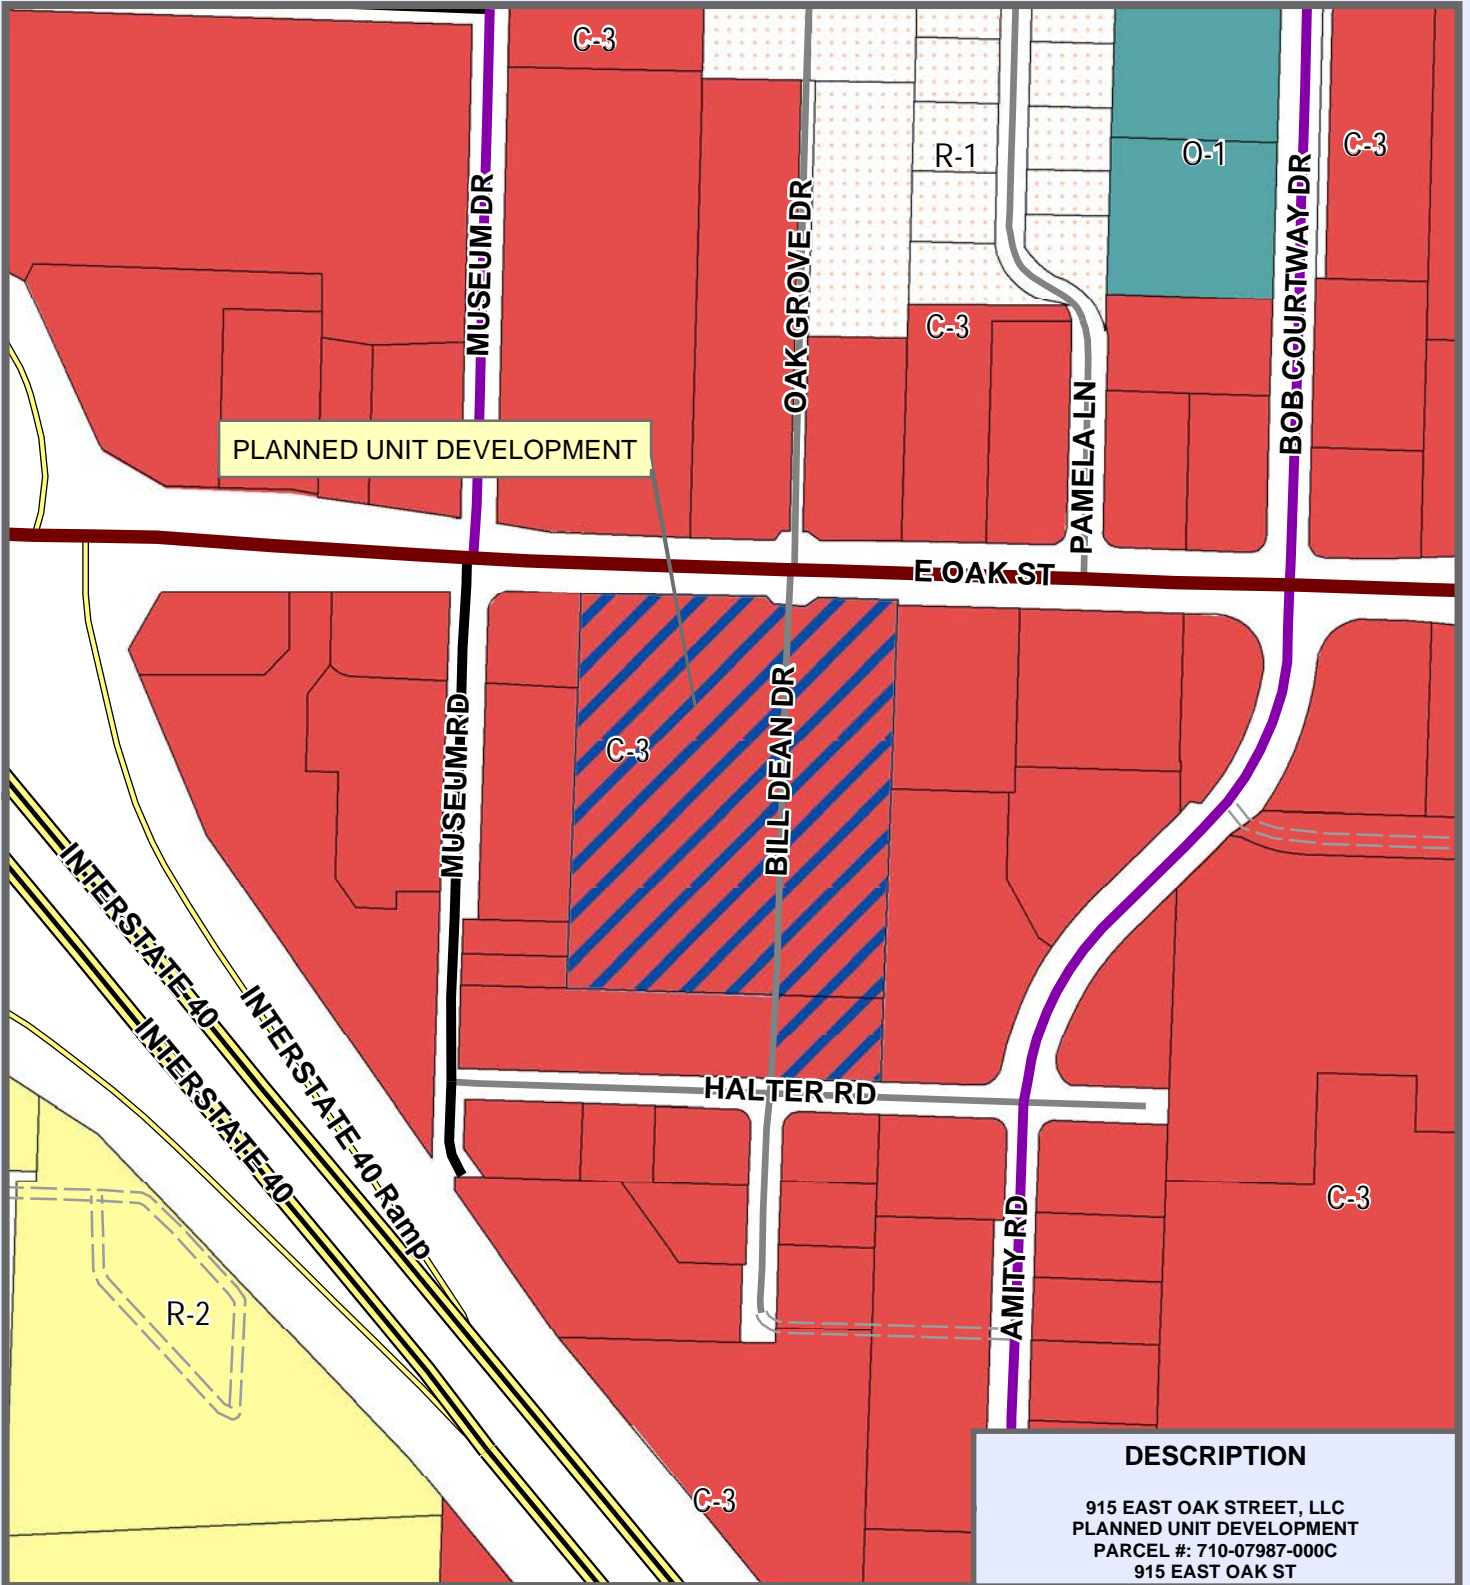 C-3
R-1
O-1
C-3
MUSEUM DR
OAK GROVE DR
BOB COURTWAY DR
C-3
PAMELA LN
PLANNED UNIT DEVELOPMENT
E OAK ST
C-3
MUSEUM RD
BILL DEAN DR
INTERSTATE 40
INTERSTATE 40
INTERSTATE 40 Ramp
HALTER RD
AMITY RD
C-3
R-2
C-3
DESCRIPTION
915 EAST OAK STREET, LLC
PLANNED UNIT DEVELOPMENT
PARCEL #: 710-07987-000C
915 EAST OAK ST